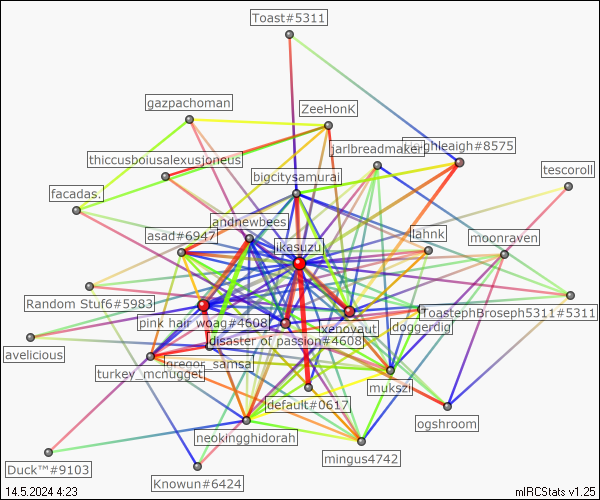 Toast#5311
gazpachoman
ZeeHonK
jarlbreadmaker
leighleaigh#8575
thiccusboiusalexusjoneus
bigcitysamurai
tescoroll
facadas.
andnewbees
asad#6947
ikasuzu
moonraven
Random Stuf6#5983
ToastephBroseph5311#5311
pink hair woag#4608
xenovaut
doggerdig
disaster of passion#4608
avelicious
gregor_samsa
turkey_mcnugget
mukszi
default#0617
ogshroom
neokingghidorah
mingus4742
Duck™#9103
Knowun#6424
14.5.2024 4:23
mIRCStats v1.25